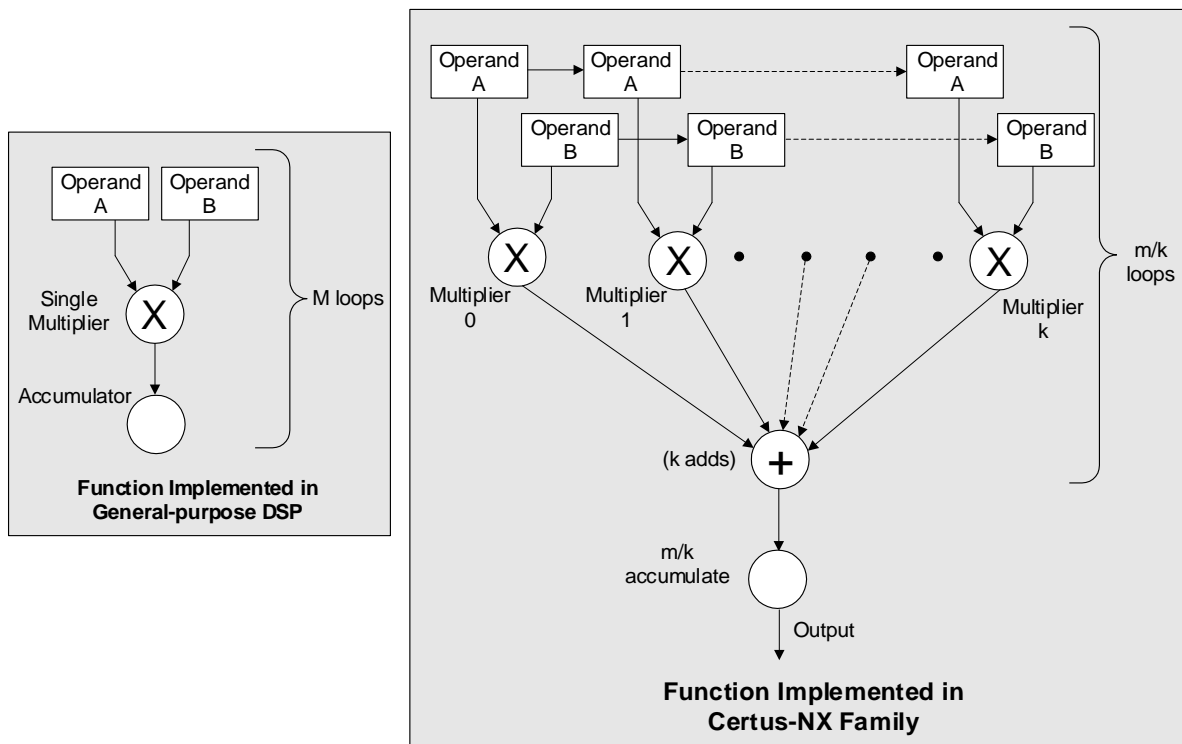 Operand
A
Operand
B
Single
Multiplier
X
M loops
Accumulator
Function Implemented in
General-purpose DSP
Operand
A
Operand
A
Operand
A
Operand
B
Operand
B
Operand
B
X
X
X
Multiplier
0
Multiplier
1
Multiplier
k
m/k
loops
(k adds)
+
m/k
accumulate
Output
Function Implemented in
Certus-NX Family